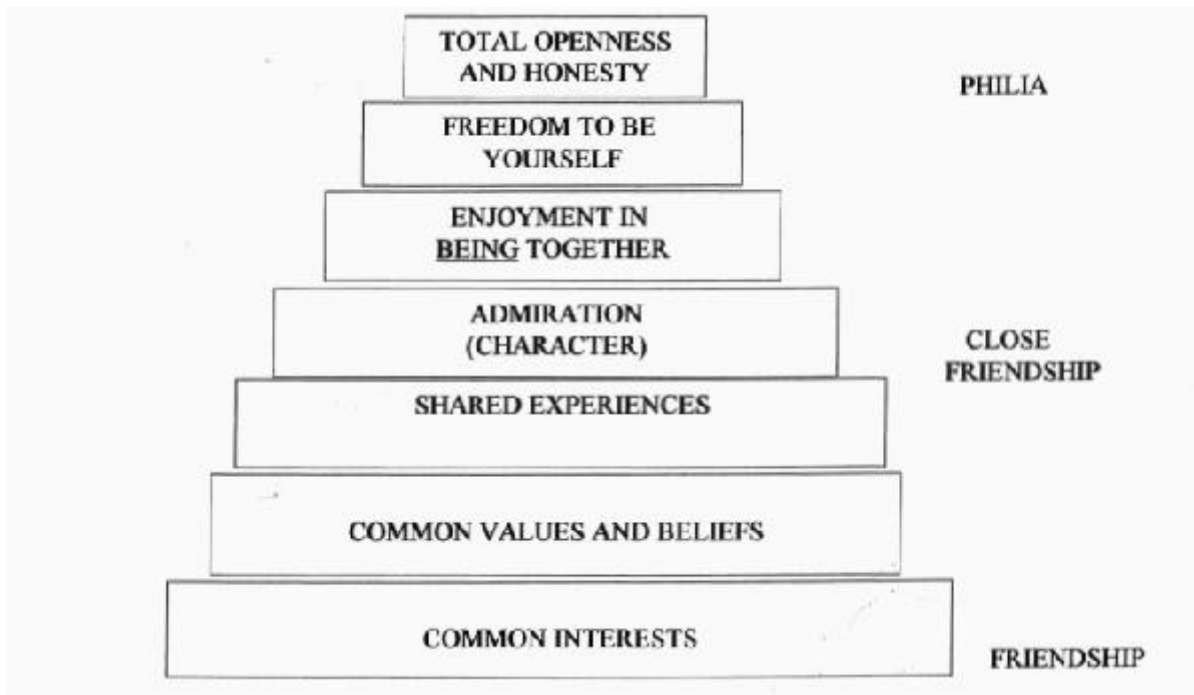 TOTAL OPENNESS
AND HONESTY
PHILIA
FREEDOM TO BE
YOURSELF
ENJOYMENT IN
BEING TOGETHER
ADMIRATION
(CHARACTER)
CLOSE
FRIENDSHIP
SHARED EXPERIENCES
COMMON VALUES AND BELIEFS
COMMON INTERESTS
FRIENDSHIP